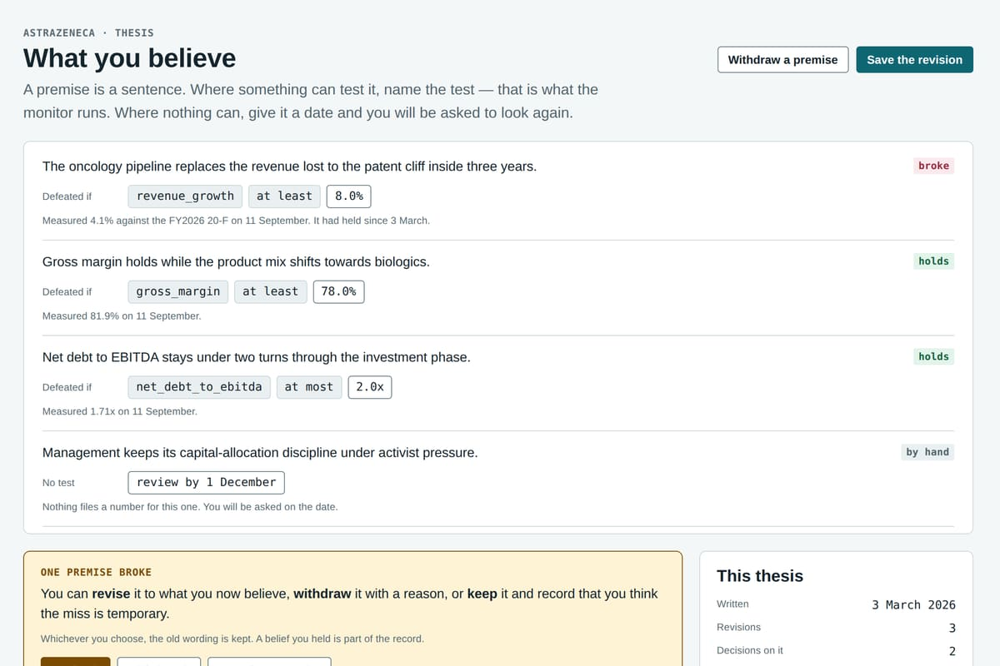 ASTRAZENECA · THESIS
What you believe
Withdraw a premise
Save the revision
A premise is a sentence. Where something can test it, name the test — that is what the
monitor runs. Where nothing can, give it a date and you will be asked to look again.
The oncology pipeline replaces the revenue lost to the patent cliff inside three years.
broke
Defeated if revenue_growth at least 8.0%
Measured 4.1% against the FY2026 20-F on 11 September. It had held since 3 March.
Gross margin holds while the product mix shifts towards biologics.
holds
Defeated if gross_margin at least 78.0%
Measured 81.9% on 11 September.
Net debt to EBITDA stays under two turns through the investment phase.
holds
Defeated if net_debt_to_ebitda at most 2.0x
Measured 1.71x on 11 September.
Management keeps its capital-allocation discipline under activist pressure.
by hand
No test review by 1 December
Nothing files a number for this one. You will be asked on the date.
ONE PREMISE BROKE
You can revise it to what you now believe, withdraw it with a reason, or keep it and record that you think
the miss is temporary.
Whichever you choose, the old wording is kept. A belief you held is part of the record.
This thesis
Written 3 March 2026
Revisions 3
Decisions on it 2